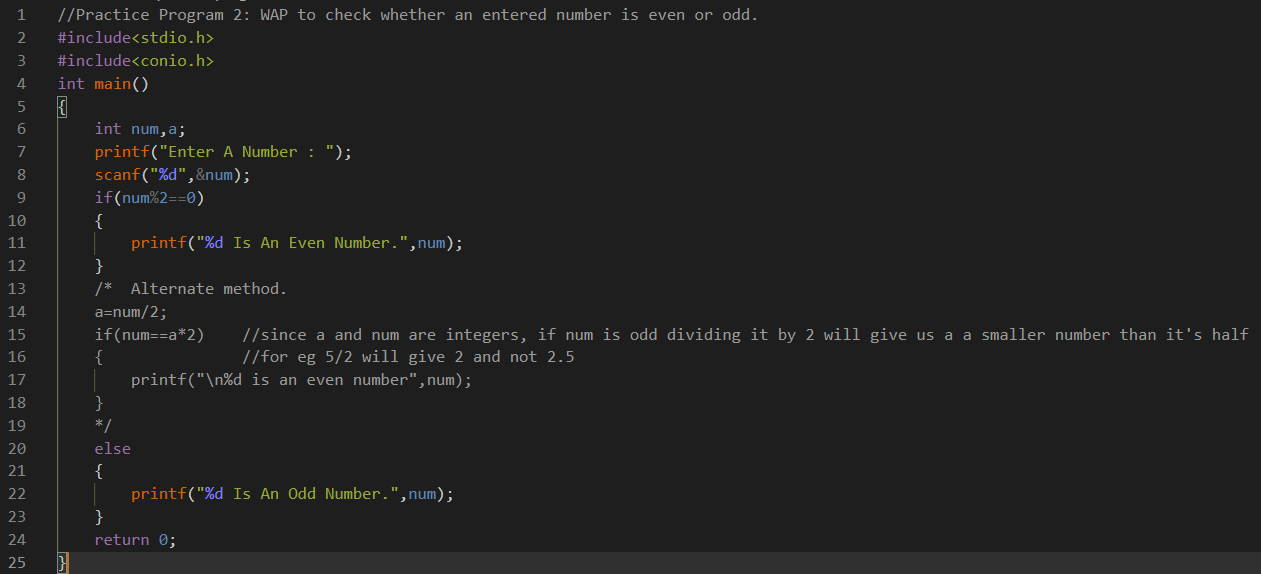 1 //Practice Program 2: WAP to check whether an entered number is even or odd.
2 #include<stdio.h>
3 #include<conio.h>
4 int main()
5 {
6     int num,a;
7     printf("Enter A Number : ");
8     scanf("%d",&num);
9     if(num%2==0)
10     {
11         printf("%d Is An Even Number.",num);
12     }
13     /*  Alternate method.
14     a=num/2;
15     if(num==a*2)    //since a and num are integers, if num is odd dividing it by 2 will give us a a smaller number than it's half
16     {               //for eg 5/2 will give 2 and not 2.5
17         printf("\n%d is an even number",num);
18     }
19     */
20     else
21     {
22         printf("%d Is An Odd Number.",num);
23     }
24     return 0;
25 }